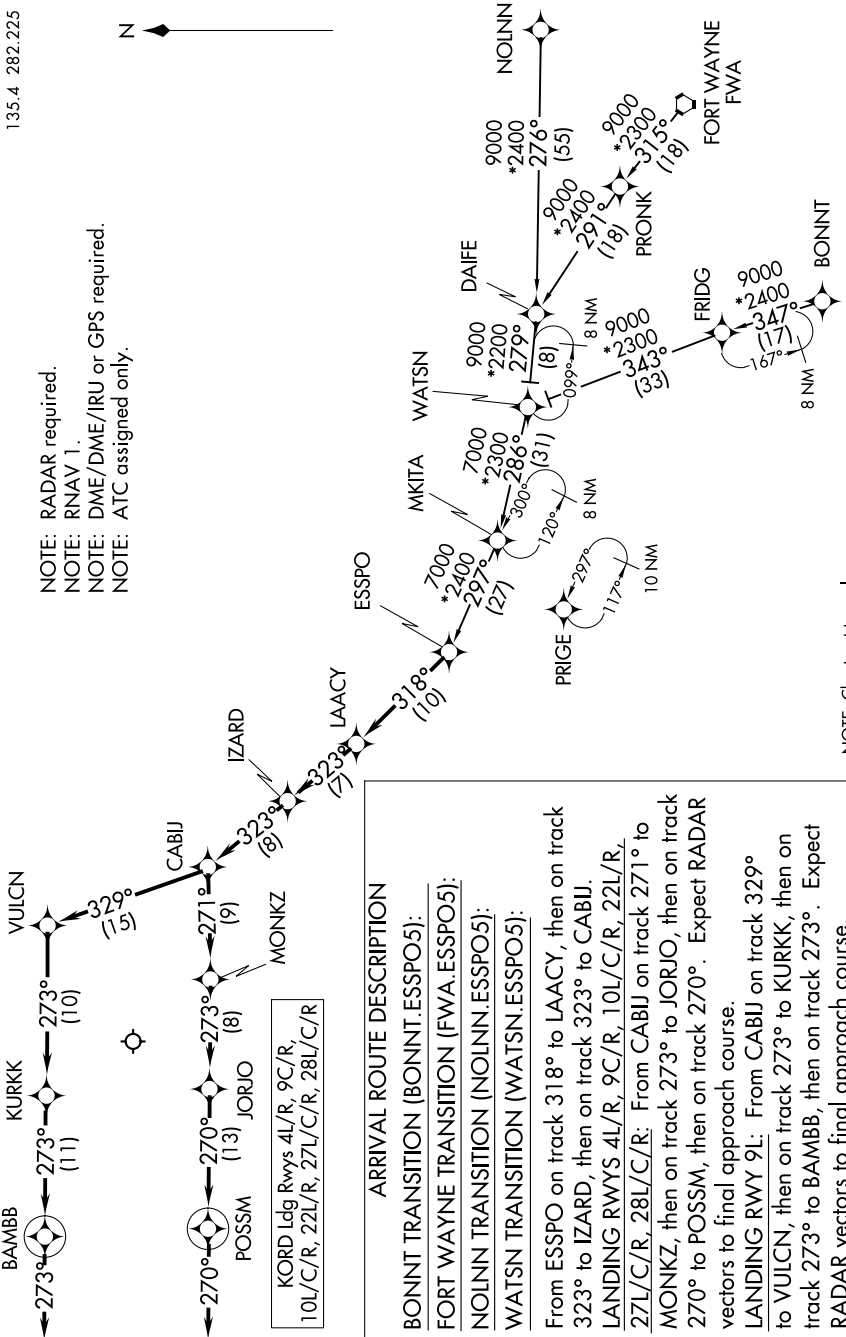 135.4 282.225
N
NOTE: RADAR required.
NOTE: RNAV 1.
NOTE: DME/DME/IRU or GPS required.
NOTE: ATC assigned only.
NOLNN
9000
*2400
276°
(55)
FORT WAYNE
FWA
9000
*2300
315°
(18)
PRONK
9000
*2400
291°
(18)
DAIFE
9000
*2200
279°
(8)
099°
8 NM
WATSN
9000
*2300
343°
(33)
FRIDG
9000
*2400
347°
(17)
167°
8 NM
BONNT
7000
*2300
286°
(31)
MKITA
300°
120°
8 NM
7000
*2400
297°
(27)
PRIGE
297°
117°
10 NM
ESSPO
318°
(10)
LAACY
323°
(7)
IZARD
323°
(8)
CABIJ
329°
(15)
VULCN
273°
(10)
KURKK
273°
(11)
BAMBB
273°
271°
(9)
MONKZ
273°
(8)
JORJO
270°
(13)
POSSM
270°
KORD Ldg Rwys 4L/R, 9C/R,
10L/C/R, 22L/R, 27L/C/R, 28L/C/R
ARRIVAL ROUTE DESCRIPTION
BONNT TRANSITION (BONNT.ESSPO5):
FORT WAYNE TRANSITION (FWA.ESSPO5):
NOLNN TRANSITION (NOLNN.ESSPO5):
WATSN TRANSITION (WATSN.ESSPO5):
From ESSPO on track 318° to LAACY, then on track
323° to IZARD, then on track 323° to CABIJ.
LANDING RWYS 4L/R, 9C/R, 10L/C/R, 22L/R,
27L/C/R, 28L/C/R: From CABIJ on track 271° to
MONKZ, then on track 273° to JORJO, then on track
270° to POSSM, then on track 270°. Expect RADAR
vectors to final approach course.
LANDING RWY 9L: From CABIJ on track 329°
to VULCN, then on track 273° to KURKK, then on
track 273° to BAMBB, then on track 273°. Expect
RADAR vectors to final approach course.